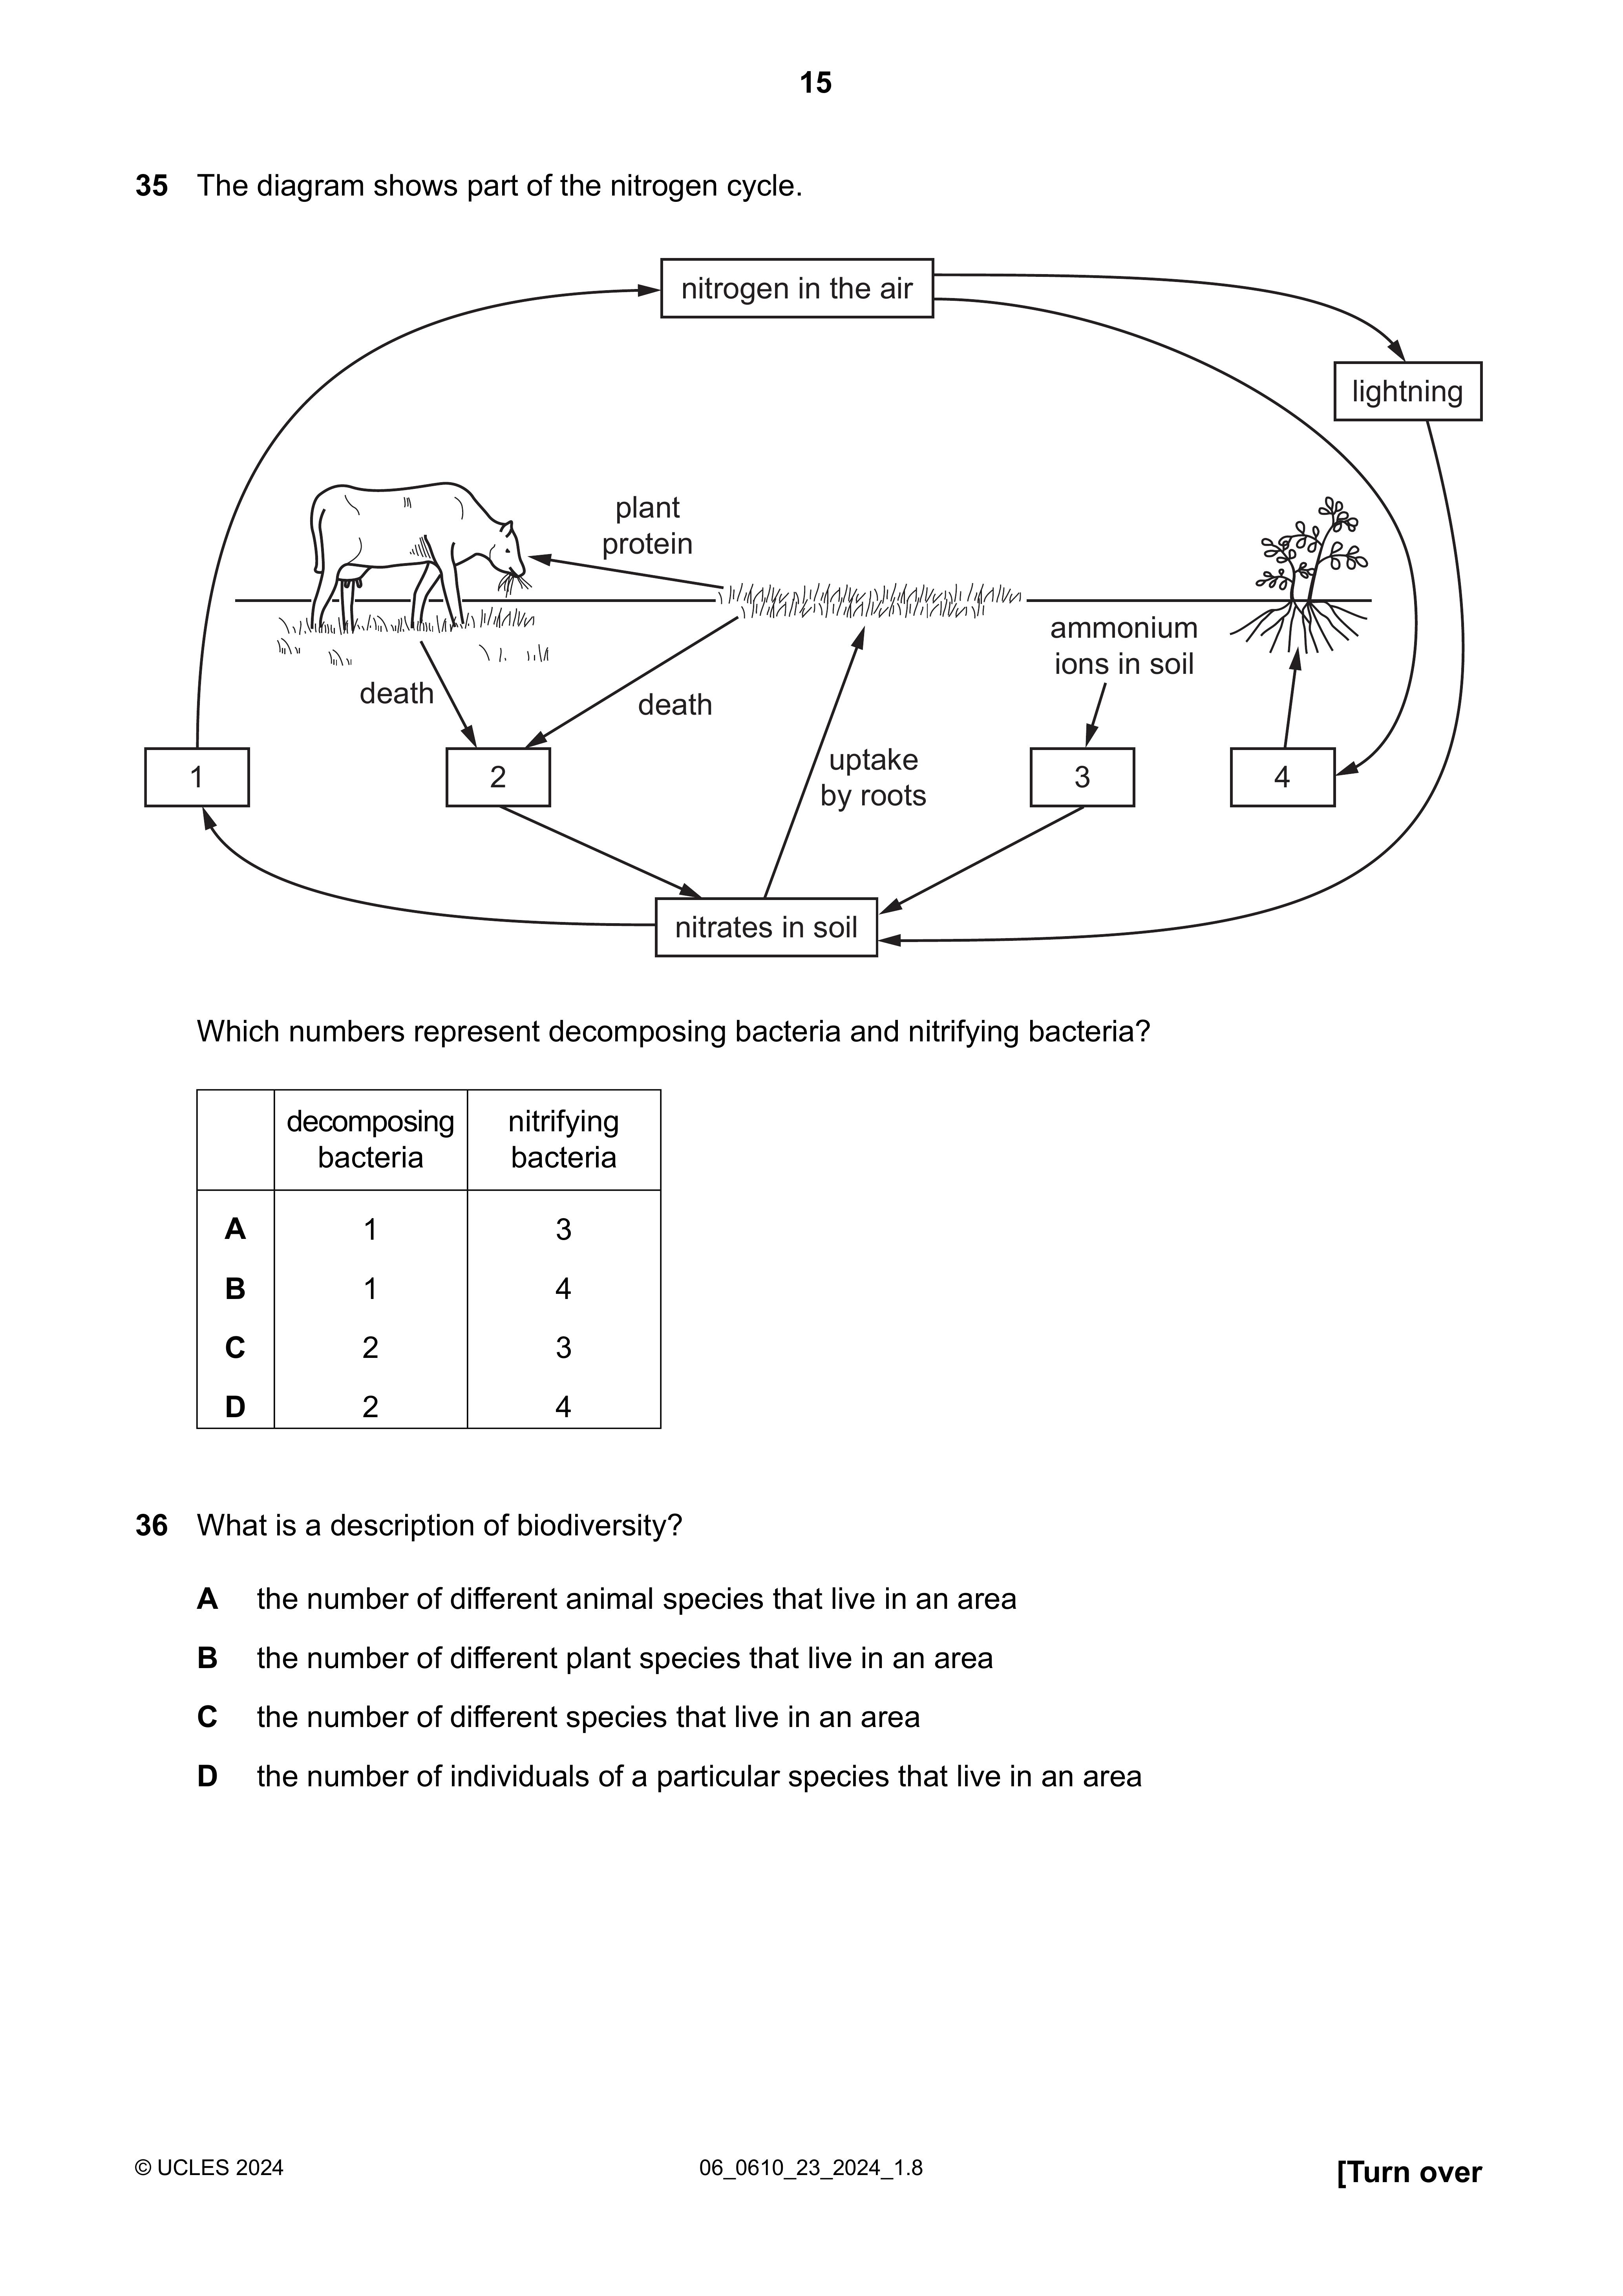 15
35 The diagram shows part of the nitrogen cycle.
nitrogen in the air
lightning
plant
protein
ammonium
ions in soil
death
death
uptake
by roots
1
2
3
4
nitrates in soil
Which numbers represent decomposing bacteria and nitrifying bacteria?
decomposing bacteria nitrifying bacteria
A 1 3
B 1 4
C 2 3
D 2 4
36 What is a description of biodiversity?
A the number of different animal species that live in an area
B the number of different plant species that live in an area
C the number of different species that live in an area
D the number of individuals of a particular species that live in an area
© UCLES 2024 06_0610_23_2024_1.8 [Turn over